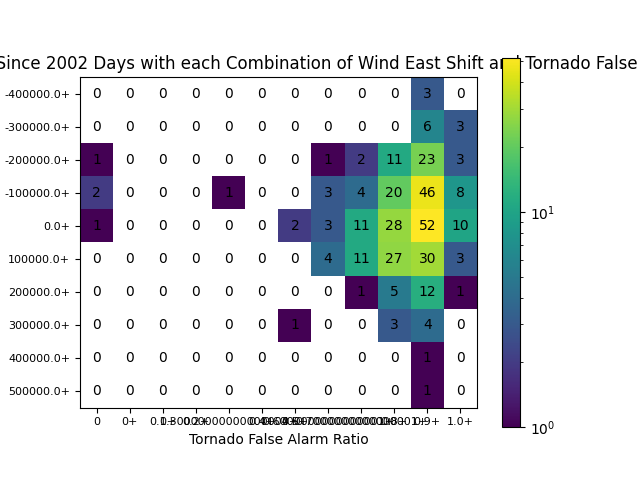 Since 2002 Days with each Combination of Wind East Shift and Tornado False
-400000.0+ 0 0 0 0 0 0 0 0 0 0 3 0
-300000.0+ 0 0 0 0 0 0 0 0 0 0 6 3
-200000.0+ 1 0 0 0 0 0 0 1 2 11 23 3
-100000.0+ 2 0 0 0 1 0 0 3 4 20 46 8
0.0+ 1 0 0 0 0 0 2 3 11 28 52 10
100000.0+ 0 0 0 0 0 0 0 4 11 27 30 3
200000.0+ 0 0 0 0 0 0 0 0 1 5 12 1
300000.0+ 0 0 0 0 0 0 1 0 0 3 4 0
400000.0+ 0 0 0 0 0 0 0 0 0 0 1 0
500000.0+ 0 0 0 0 0 0 0 0 0 0 1 0
0 0+ 0.9+ 1.0+
Tornado False Alarm Ratio
10¹
10⁰